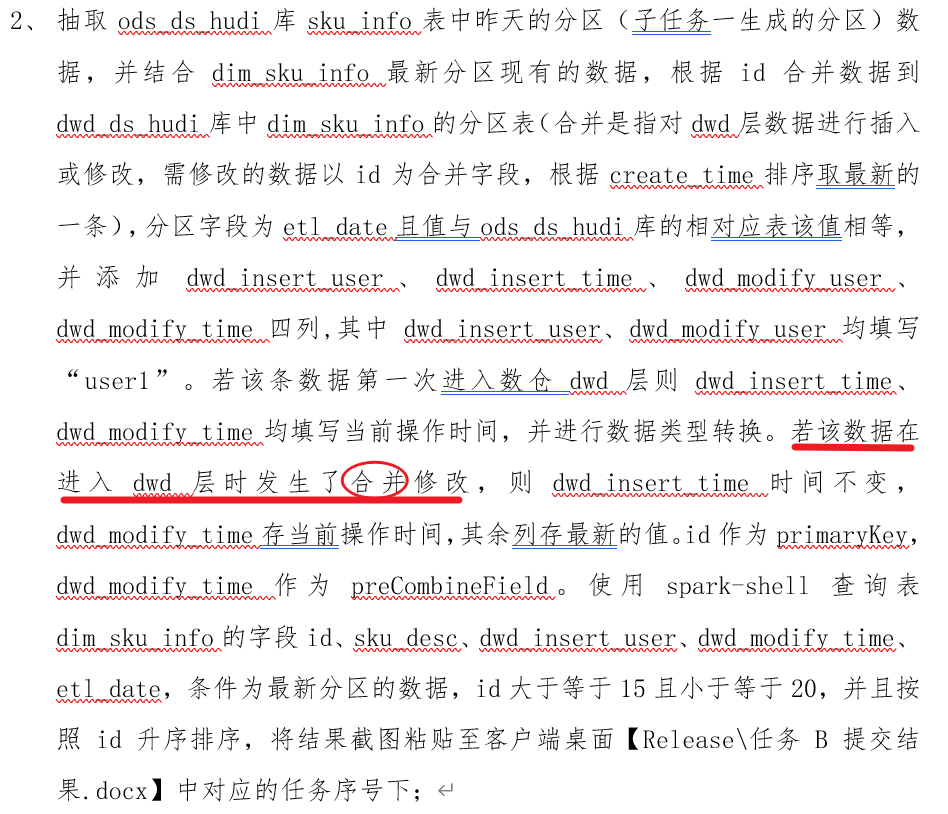 2、抽取 ods_ds_hudi 库 sku_info 表中昨天的分区（子任务一生成的分区）数
据，并结合 dim_sku_info 最新分区现有的数据，根据 id 合并数据到
dwd_ds_hudi 库中 dim_sku_info 的分区表（合并是指对 dwd 层数据进行插入
或修改，需修改的数据以 id 为合并字段，根据 create_time 排序取最新的
一条），分区字段为 etl_date 且值与 ods_ds_hudi 库的相对应表该值相等，
并添加 dwd_insert_user、dwd_insert_time、dwd_modify_user、
dwd_modify_time 四列,其中 dwd_insert_user、dwd_modify_user 均填写
“user1”。若该条数据第一次进入数仓 dwd 层则 dwd_insert_time、
dwd_modify_time 均填写当前操作时间，并进行数据类型转换。若该数据在
进入 dwd 层时发生了合并修改，则 dwd_insert_time 时间不变，
dwd_modify_time 存当前操作时间,其余列存最新的值。id 作为 primaryKey，
dwd_modify_time 作为 preCombineField。使用 spark-shell 查询表
dim_sku_info 的字段 id、sku_desc、dwd_insert_user、dwd_modify_time、
etl_date，条件为最新分区的数据，id 大于等于 15 且小于等于 20，并且按
照 id 升序排序，将结果截图粘贴至客户端桌面【Release\任务 B 提交结
果.docx】中对应的任务序号下；